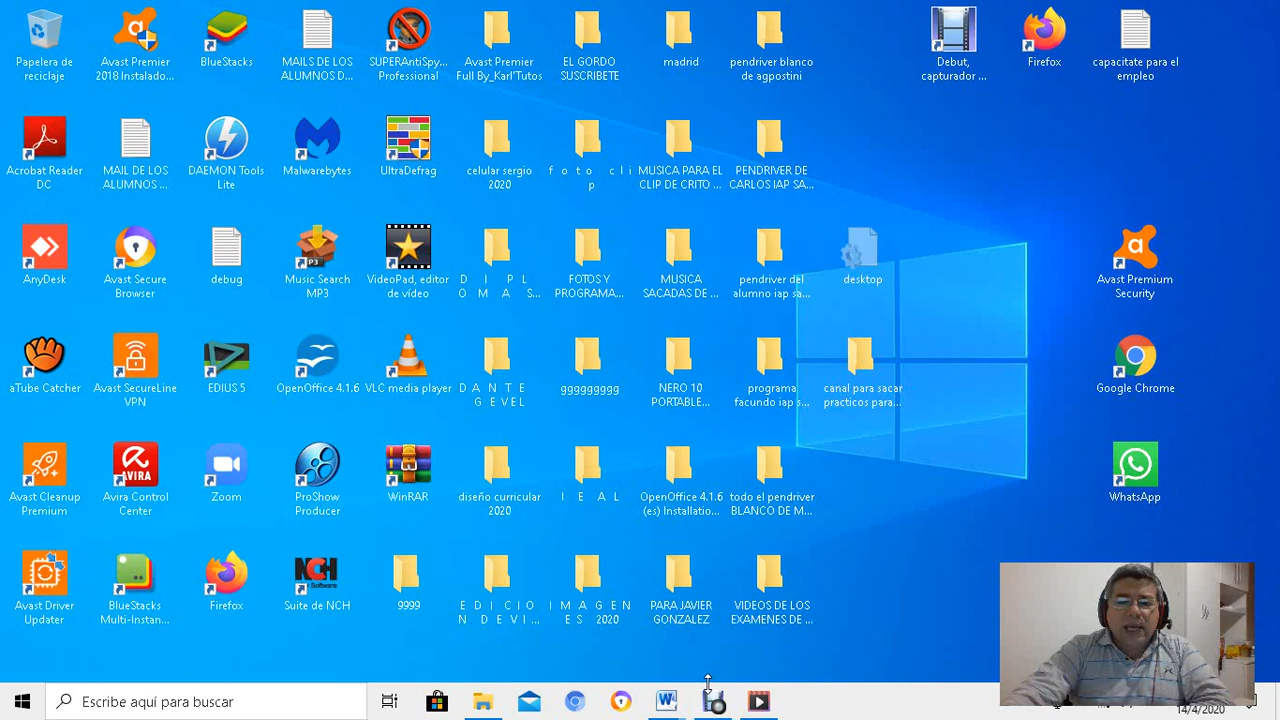 Papelera de
reciclaje
Avast Premier
2018 Instalado...
BlueStacks
MAILS DE LOS
ALUMNOS D...
SUPERAntiSpy...
Professional
Avast Premier
Full By_Karl'Tutos
EL GORDO
SUSCRIBETE
madrid
pendriver blanco
de agpostini
Debut,
capturador ...
Firefox
capacitate para el
empleo
Acrobat Reader
DC
MAIL DE LOS
ALUMNOS ...
DAEMON Tools
Lite
Malwarebytes
UltraDefrag
celular sergio
2020
f o t o c l i
p
MUSICA PARA EL
CLIP DE CRITO ...
PENDRIVER DE
CARLOS IAP SA...
AnyDesk
Avast Secure
Browser
debug
P3
Music Search
MP3
VideoPad, editor
de vídeo
D I P L
O M A S...
FOTOS Y
PROGRAMA...
MUSICA
SACADAS DE ...
pendriver del
alumno iap sa...
desktop
Avast Premium
Security
aTube Catcher
Avast SecureLine
VPN
EDIUS 5
OpenOffice 4.1.6
VLC media player
D A N T E
G E V E L
ggggggggg
NERO 10
PORTABLE...
programa
facundo iap s...
canal para sacar
practicos para...
Google Chrome
Avast Cleanup
Premium
Avira Control
Center
Zoom
ProShow
Producer
WinRAR
diseño curricular
2020
I E A L
OpenOffice 4.1.6
(es) Installatio...
todo el pendriver
BLANCO DE M...
WhatsApp
Avast Driver
Updater
BlueStacks
Multi-Instan...
Firefox
NCH
Software
Suite de NCH
9999
E D I C I O
N D E V I ...
I M A G E N
E S 2020
PARA JAVIER
GONZALEZ
VIDEOS DE LOS
EXAMENES DE ...
Escribe aquí para buscar
W
14/4/2020